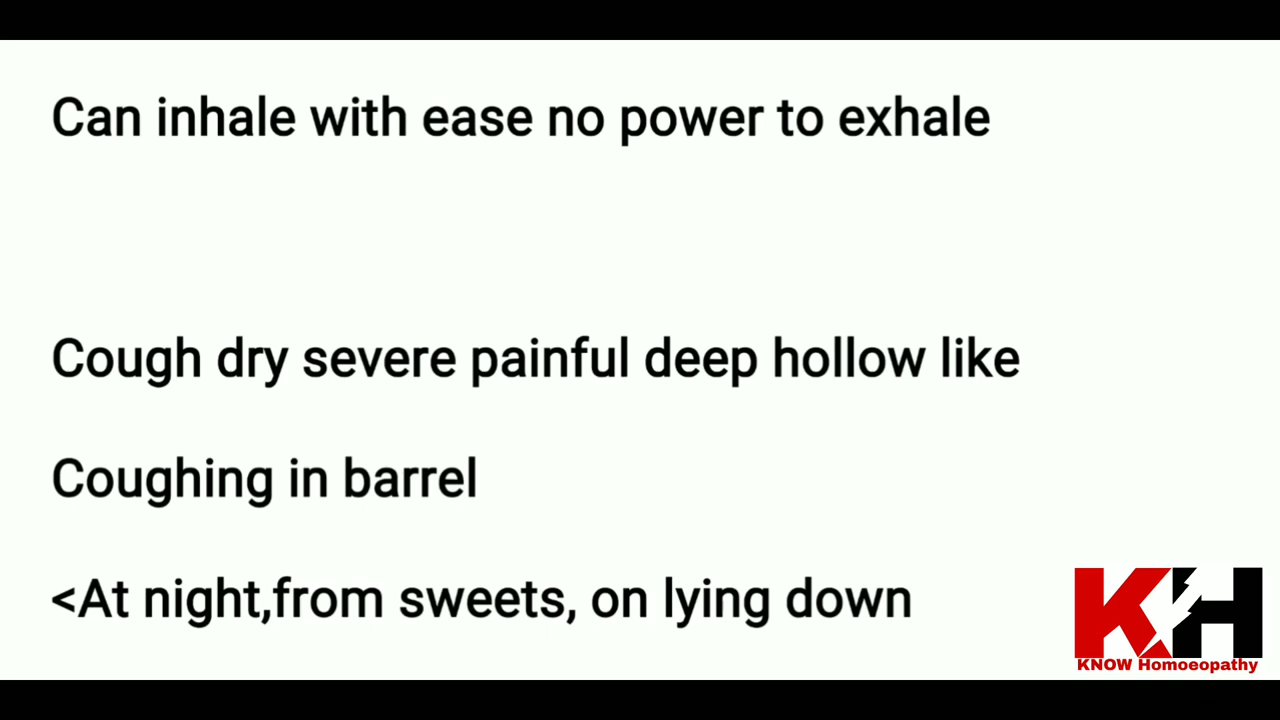 Can inhale with ease no power to exhale
Cough dry severe painful deep hollow like
Coughing in barrel
<At night,from sweets, on lying down
KH
KNOW Homoeopathy